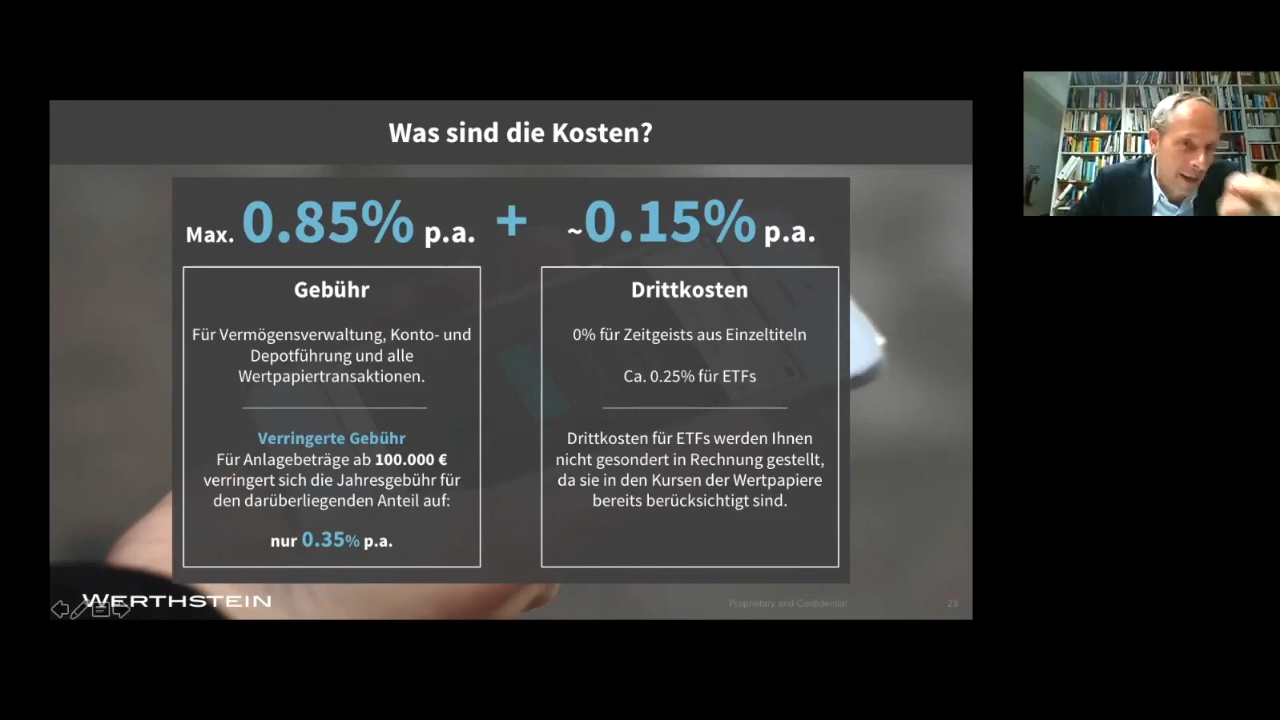 Was sind die Kosten?
Max. 0.85% p.a. + ~0.15% p.a.
Gebühr
Für Vermögensverwaltung, Konto- und
Depotführung und alle
Wertpapiertransaktionen.
Verringerte Gebühr
Für Anlagebeträge ab 100.000 €
verringert sich die Jahresgebühr für
den darüberliegenden Anteil auf:
nur 0.35% p.a.
Drittkosten
0% für Zeitgeists aus Einzeltiteln
Ca. 0.25% für ETFs
Drittkosten für ETFs werden Ihnen
nicht gesondert in Rechnung gestellt,
da sie in den Kursen der Wertpapiere
bereits berücksichtigt sind.
WERTHSTEIN
Proprietary and Confidential
23